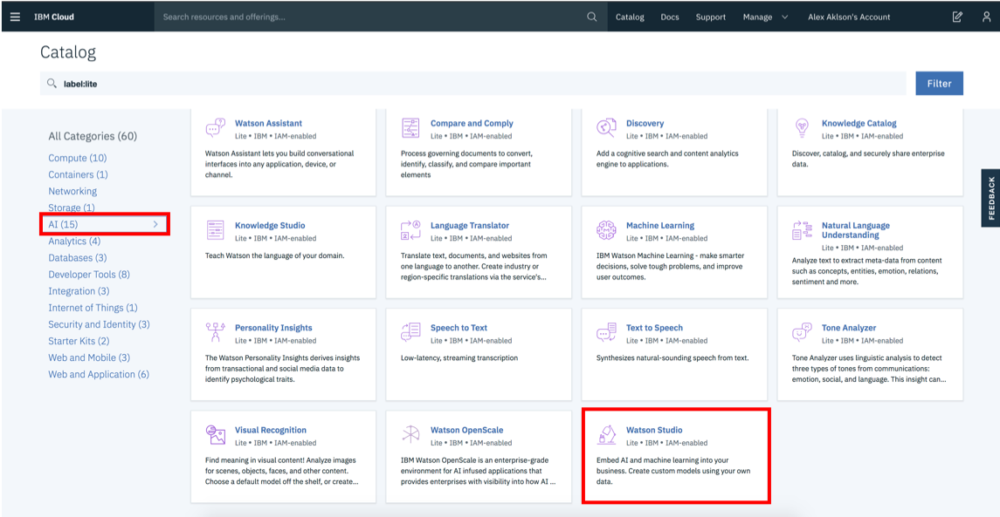 IBM Cloud
Search resources and offerings...
Catalog
Docs
Support
Manage
Alex Aklson's Account
Catalog
label:lite
Filter
All Categories (60)
Compute (10)
Containers (1)
Networking
Storage (1)
AI (15)
Analytics (4)
Databases (3)
Developer Tools (8)
Integration (3)
Internet of Things (1)
Security and Identity (3)
Starter Kits (2)
Web and Mobile (3)
Web and Application (6)
Watson Assistant
Lite • IBM • IAM-enabled
Watson Assistant lets you build conversational
interfaces into any application, device, or
channel.
Compare and Comply
Lite • IBM • IAM-enabled
Process governing documents to convert,
identify, classify, and compare important
elements
Discovery
Lite • IBM • IAM-enabled
Add a cognitive search and content analytics
engine to applications.
Knowledge Catalog
Lite • IBM • IAM-enabled
Discover, catalog, and securely share enterprise
data.
Knowledge Studio
Lite • IBM • IAM-enabled
Teach Watson the language of your domain.
Language Translator
Lite • IBM • IAM-enabled
Translate text, documents, and websites from
one language to another. Create industry or
region-specific translations via the service's...
Machine Learning
Lite • IBM • IAM-enabled
IBM Watson Machine Learning - make smarter
decisions, solve tough problems, and improve
user outcomes.
Natural Language
Understanding
Lite • IBM • IAM-enabled
Analyze text to extract meta-data from content
such as concepts, entities, emotion, relations,
sentiment and more.
Personality Insights
Lite • IBM • IAM-enabled
The Watson Personality Insights derives insights
from transactional and social media data to
identify psychological traits.
Speech to Text
Lite • IBM • IAM-enabled
Low-latency, streaming transcription
Text to Speech
Lite • IBM • IAM-enabled
Synthesizes natural-sounding speech from text.
Tone Analyzer
Lite • IBM • IAM-enabled
Tone Analyzer uses linguistic analysis to detect
three types of tones from communications:
emotion, social, and language. This insight can...
Visual Recognition
Lite • IBM • IAM-enabled
Find meaning in visual content! Analyze images
for scenes, objects, faces, and other content.
Choose a default model off the shelf, or create...
Watson OpenScale
Lite • IBM • IAM-enabled
IBM Watson OpenScale is an enterprise-grade
environment for AI infused applications that
provides enterprises with visibility into how AI ...
Watson Studio
Lite • IBM • IAM-enabled
Embed AI and machine learning into your
business. Create custom models using your own
data.
FEEDBACK